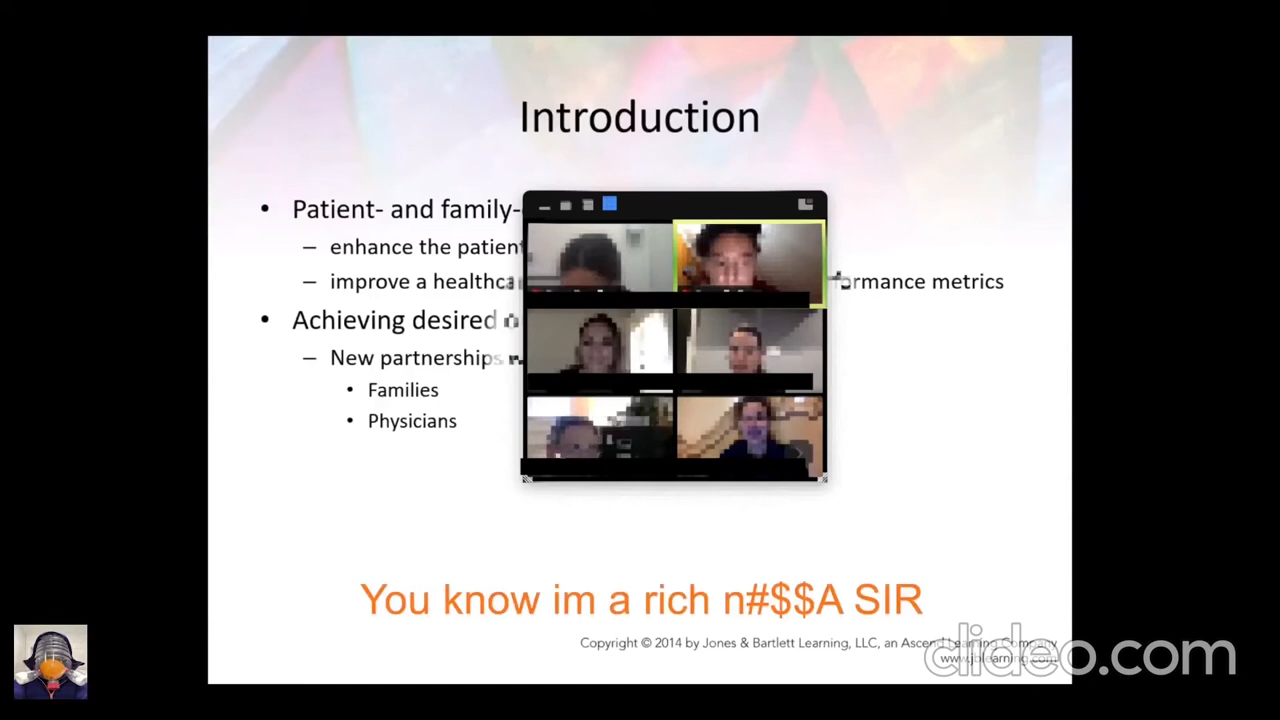 Introduction
• Patient- and family-
– enhance the patient
– improve a healthca formance metrics
• Achieving desired
– New partnerships
• Families
• Physicians
You know im a rich n#$$A SIR
Copyright © 2014 by Jones & Bartlett Learning, LLC, an Ascend Learning Company
www.jblearning.com
clideo.com